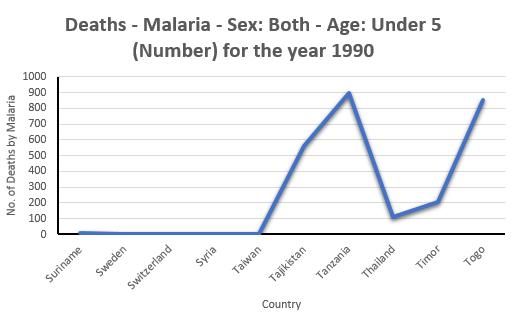 Deaths - Malaria - Sex: Both - Age: Under 5
(Number) for the year 1990
No. of Deaths by Malaria
1000
900
800
700
600
500
400
300
200
100
0
Suriname
Sweden
Switzerland
Syria
Taiwan
Tajikistan
Tanzania
Thailand
Timor
Togo
Country